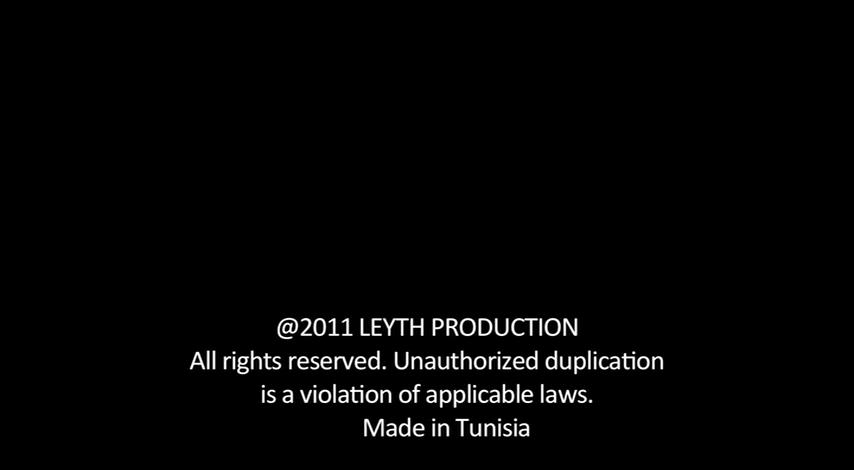 @2011 LEYTH PRODUCTION
All rights reserved. Unauthorized duplication
is a violation of applicable laws.
Made in Tunisia